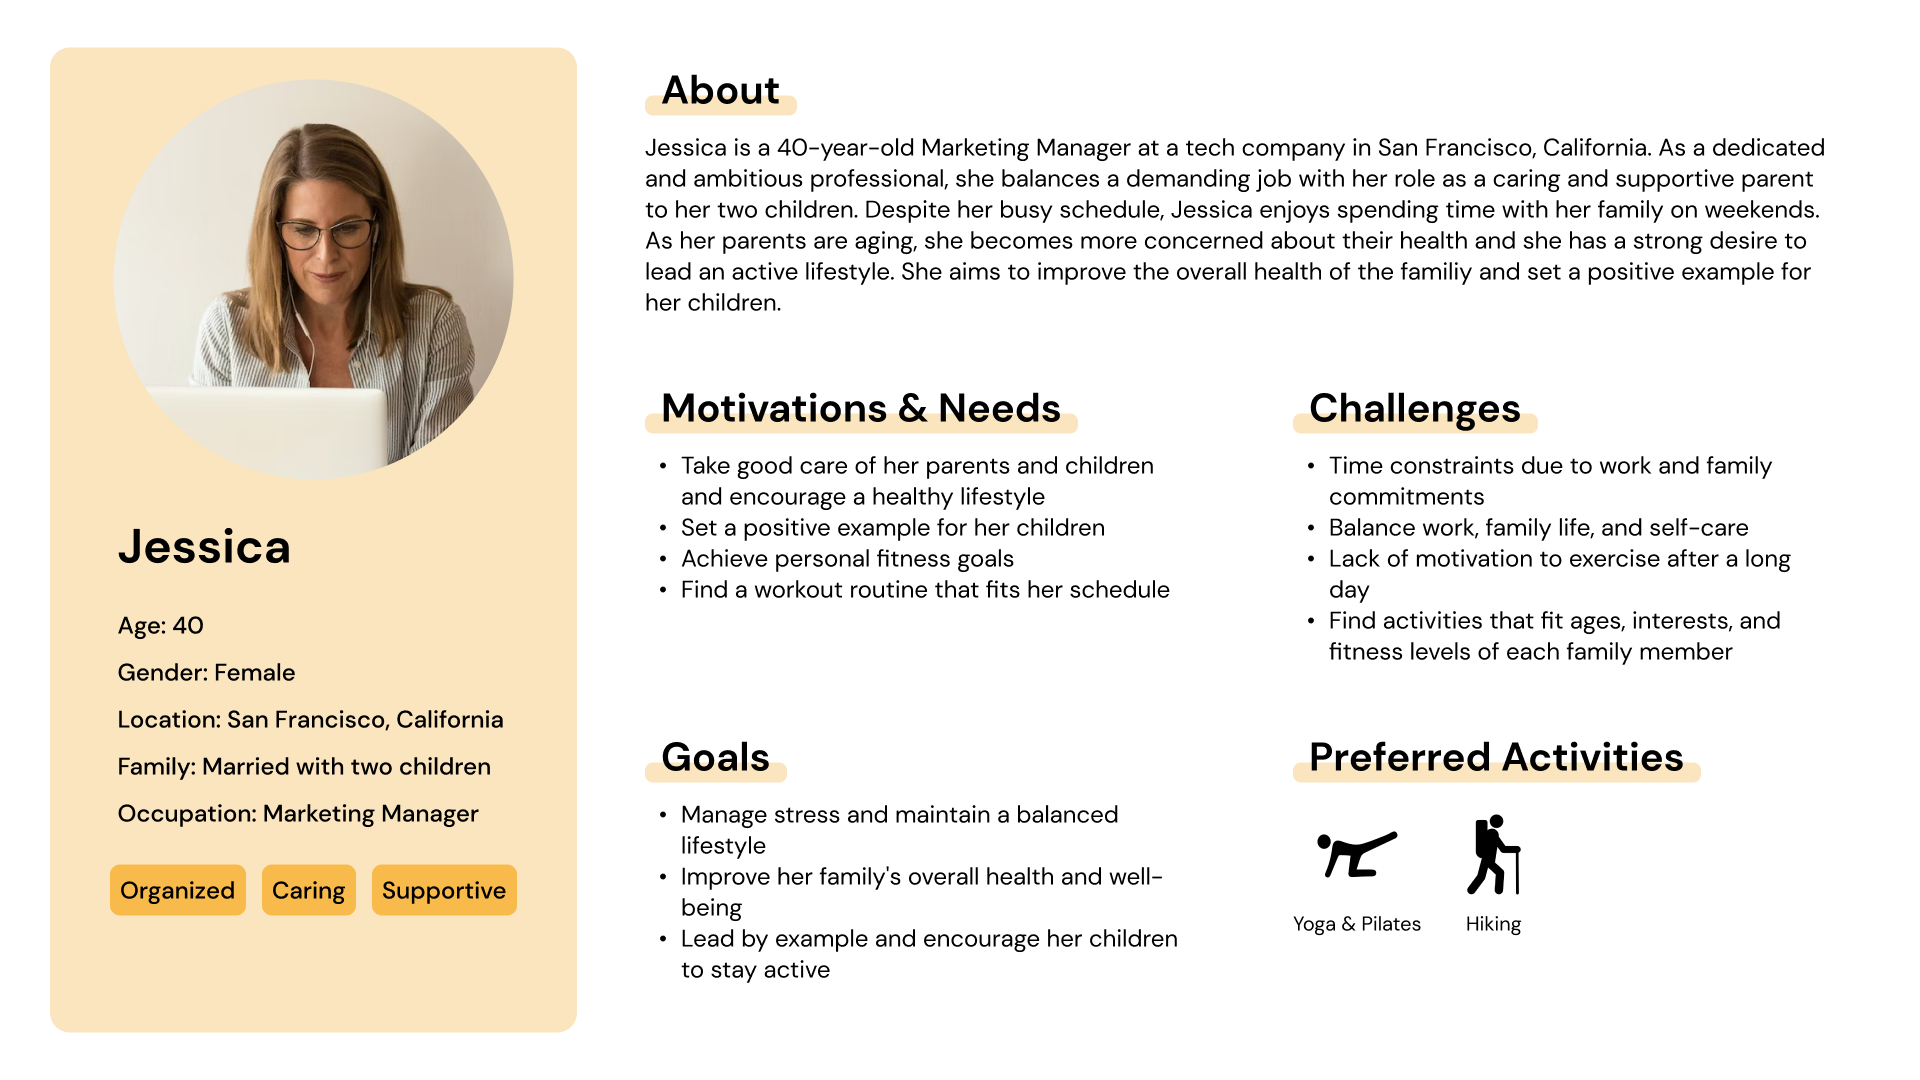 Jessica
Age: 40
Gender: Female
Location: San Francisco, California
Family: Married with two children
Occupation: Marketing Manager
Organized Caring Supportive
About
Jessica is a 40-year-old Marketing Manager at a tech company in San Francisco, California. As a dedicated
and ambitious professional, she balances a demanding job with her role as a caring and supportive parent
to her two children. Despite her busy schedule, Jessica enjoys spending time with her family on weekends.
As her parents are aging, she becomes more concerned about their health and she has a strong desire to
lead an active lifestyle. She aims to improve the overall health of the familiy and set a positive example for
her children.
Motivations & Needs
• Take good care of her parents and children
and encourage a healthy lifestyle
• Set a positive example for her children
• Achieve personal fitness goals
• Find a workout routine that fits her schedule
Challenges
• Time constraints due to work and family
commitments
• Balance work, family life, and self-care
• Lack of motivation to exercise after a long
day
• Find activities that fit ages, interests, and
fitness levels of each family member
Goals
• Manage stress and maintain a balanced
lifestyle
• Improve her family's overall health and well-
being
• Lead by example and encourage her children
to stay active
Preferred Activities
Yoga & Pilates
Hiking